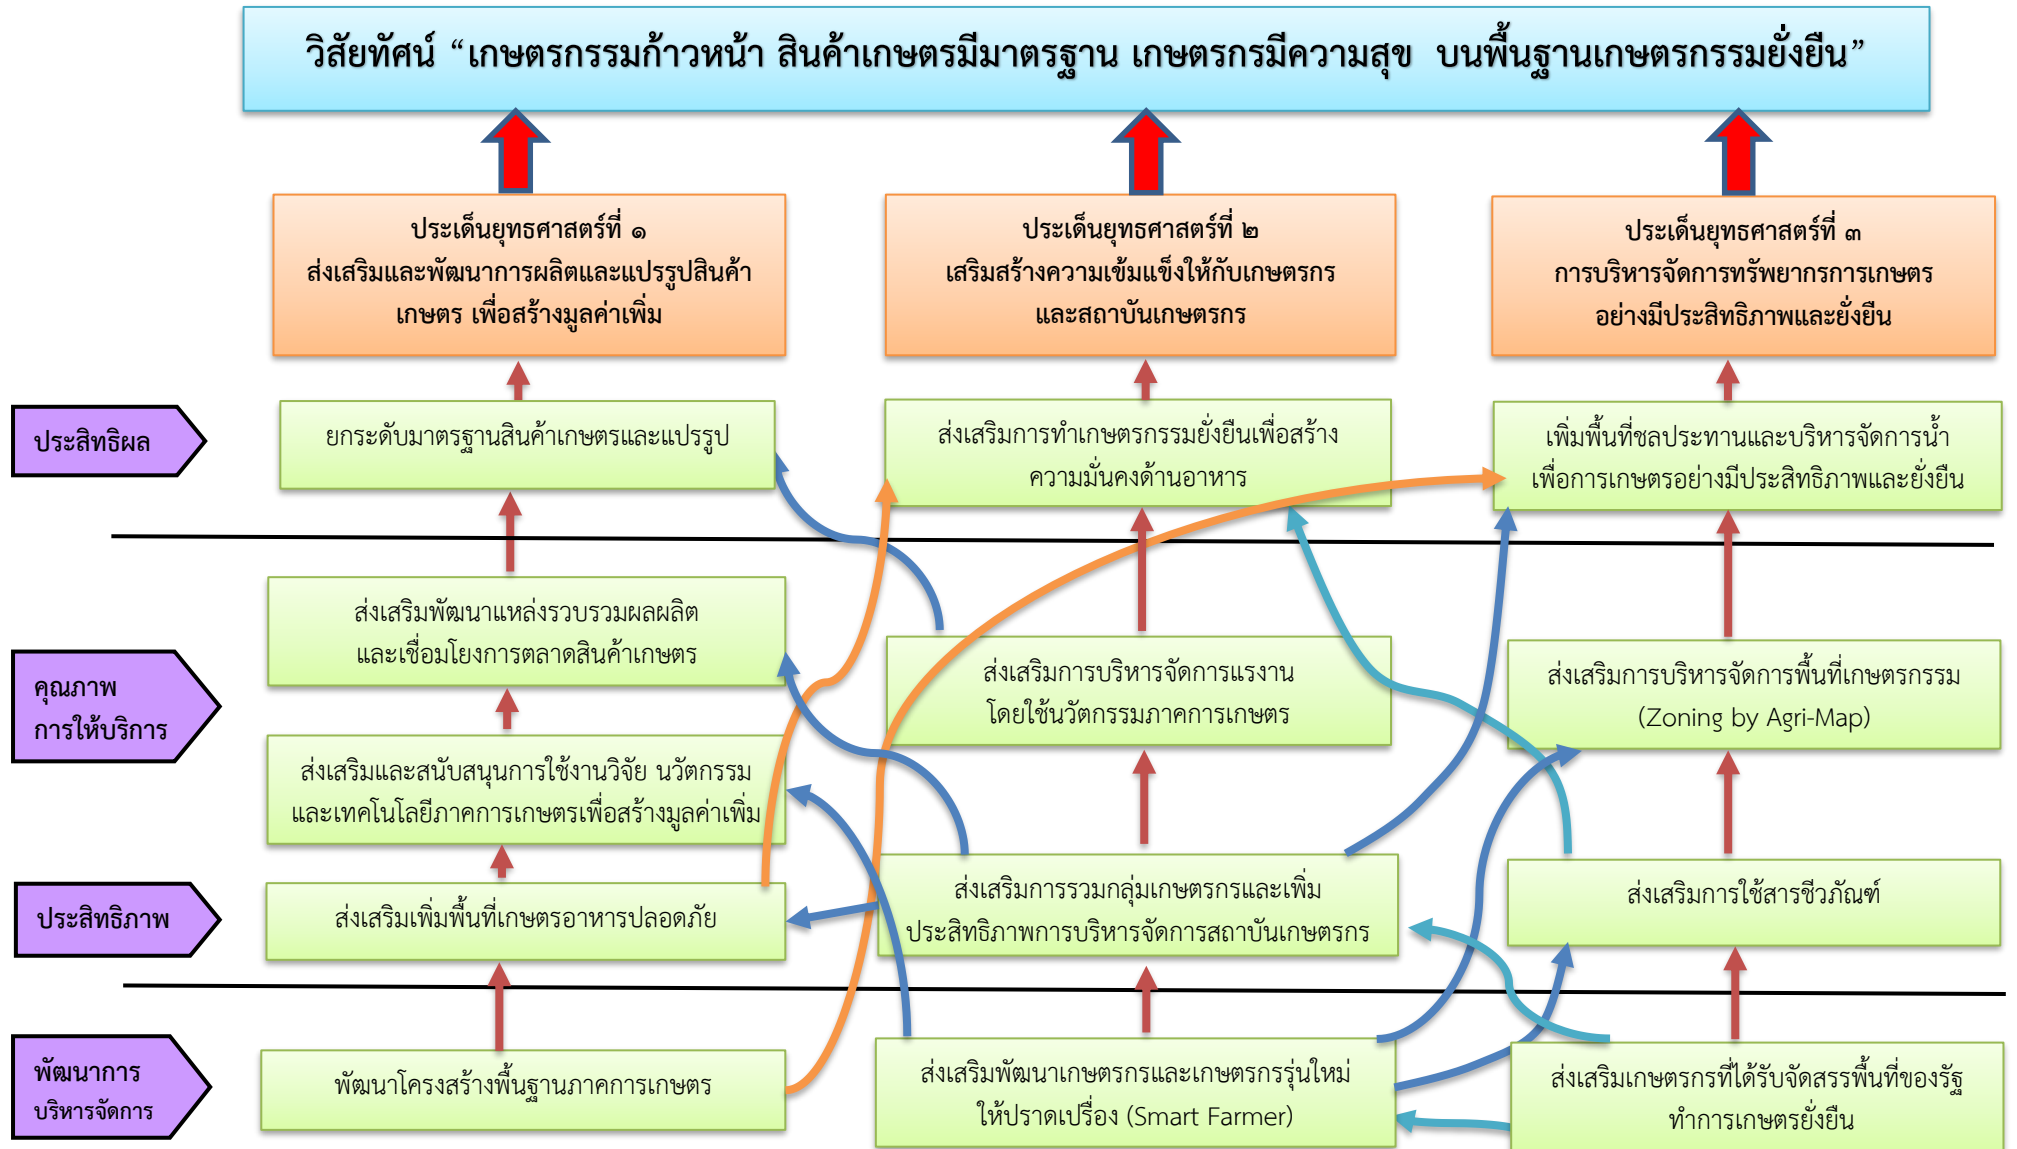 วิสัยทัศน์ “เกษตรกรรมก้าวหน้า สินค้าเกษตรมีมาตรฐาน เกษตรกรมีความสุข บนพื้นฐานเกษตรกรรมยั่งยืน”
ประเด็นยุทธศาสตร์ที่ ๑
ส่งเสริมและพัฒนาการผลิตและแปรรูปสินค้า
เกษตร เพื่อสร้างมูลค่าเพิ่ม
ประเด็นยุทธศาสตร์ที่ ๒
เสริมสร้างความเข้มแข็งให้กับเกษตรกร
และสถาบันเกษตรกร
ประเด็นยุทธศาสตร์ที่ ๓
การบริหารจัดการทรัพยากรการเกษตร
อย่างมีประสิทธิภาพและยั่งยืน
ประสิทธิผล
ยกระดับมาตรฐานสินค้าเกษตรและแปรรูป
ส่งเสริมการทำเกษตรกรรมยั่งยืนเพื่อสร้าง
ความมั่นคงด้านอาหาร
เพิ่มพื้นที่ชลประทานและบริหารจัดการน้ำ
เพื่อการเกษตรอย่างมีประสิทธิภาพและยั่งยืน
คุณภาพ
การให้บริการ
ส่งเสริมพัฒนาแหล่งรวบรวมผลผลิต
และเชื่อมโยงการตลาดสินค้าเกษตร
ส่งเสริมการบริหารจัดการแรงาน
โดยใช้นวัตกรรมภาคการเกษตร
ส่งเสริมการบริหารจัดการพื้นที่เกษตรกรรม
(Zoning by Agri-Map)
ส่งเสริมและสนับสนุนการใช้งานวิจัย นวัตกรรม
และเทคโนโลยีภาคการเกษตรเพื่อสร้างมูลค่าเพิ่ม
ประสิทธิภาพ
ส่งเสริมเพิ่มพื้นที่เกษตรอาหารปลอดภัย
ส่งเสริมการรวมกลุ่มเกษตรกรและเพิ่ม
ประสิทธิภาพการบริหารจัดการสถาบันเกษตรกร
ส่งเสริมการใช้สารชีวภัณฑ์
พัฒนาการ
บริหารจัดการ
พัฒนาโครงสร้างพื้นฐานภาคการเกษตร
ส่งเสริมพัฒนาเกษตรกรและเกษตรกรรุ่นใหม่
ให้ปราดเปรื่อง (Smart Farmer)
ส่งเสริมเกษตรกรที่ได้รับจัดสรรพื้นที่ของรัฐ
ทำการเกษตรยั่งยืน